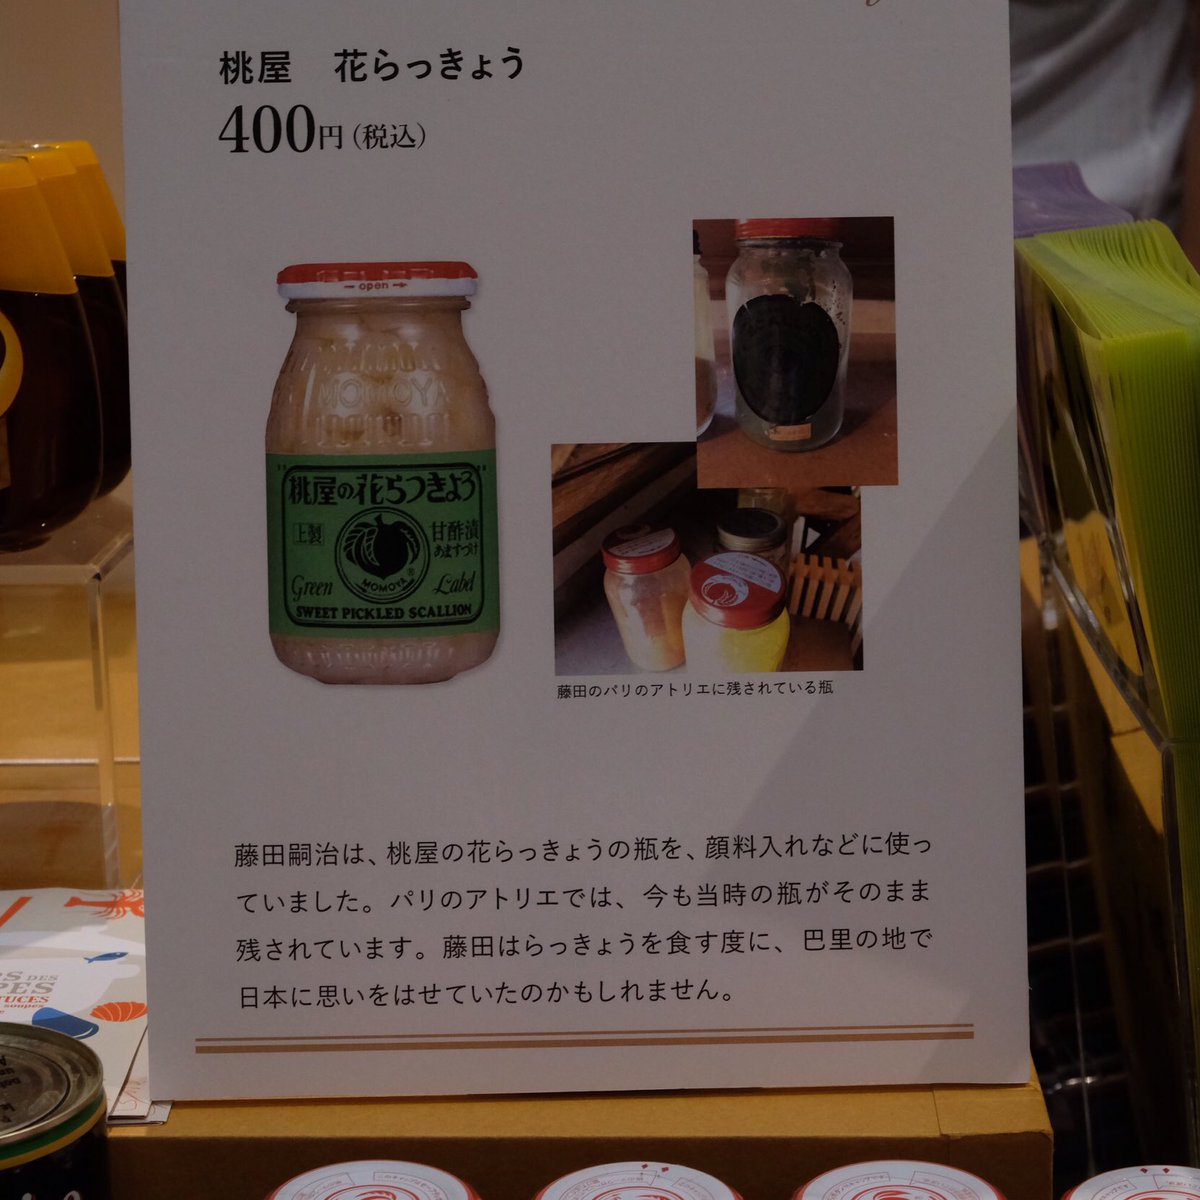 桃屋　花らっきょう
400円（税込）
open
MOMOYA
桃屋の花らっきょう
上製
甘酢漬
あまずづけ
MOMOYA®
Green Label
SWEET PICKLED SCALLION
藤田のパリのアトリエに残されている瓶
藤田嗣治は、桃屋の花らっきょうの瓶を、顔料入れなどに使っ
ていました。パリのアトリエでは、今も当時の瓶がそのまま
残されています。藤田はらっきょうを食す度に、巴里の地で
日本に思いをはせていたのかもしれません。
DES
soupes